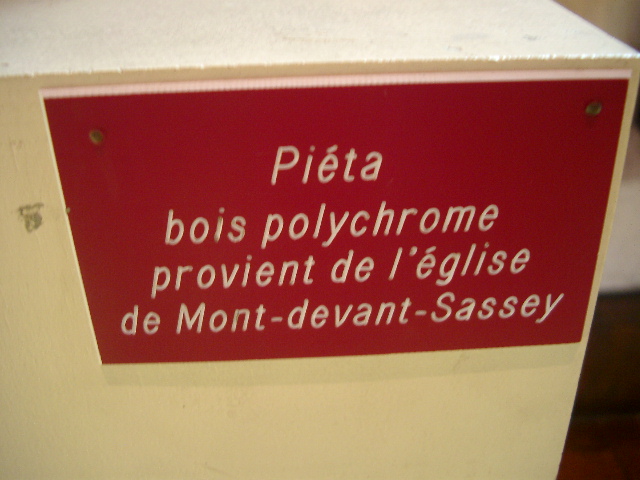 Piéta
bois polychrome
provient de l'église
de Mont-devant-Sassey